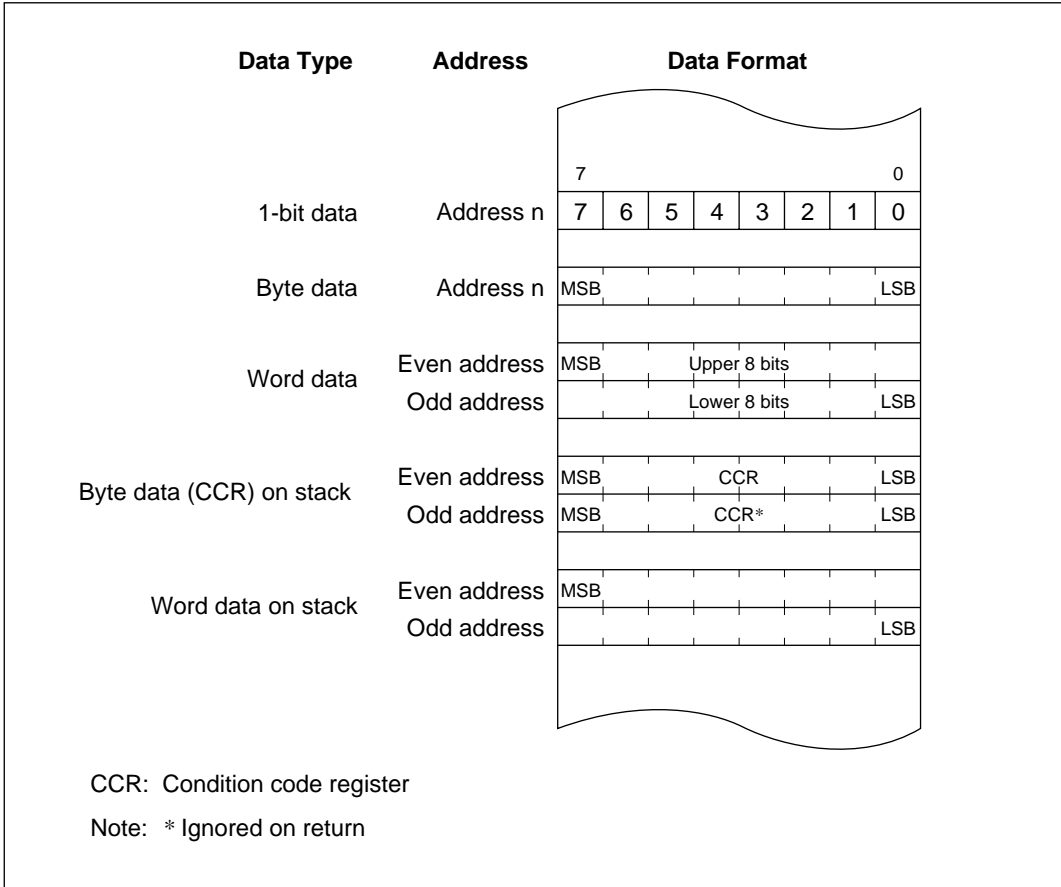 Data Type Address Data Format
7 0
1-bit data Address n 7 6 5 4 3 2 1 0
Byte data Address n MSB LSB
Word data
Even address MSB Upper 8 bits
Odd address Lower 8 bits LSB
Byte data (CCR) on stack
Even address MSB CCR LSB
Odd address MSB CCR* LSB
Word data on stack
Even address MSB
Odd address LSB
CCR: Condition code register
Note: * Ignored on return